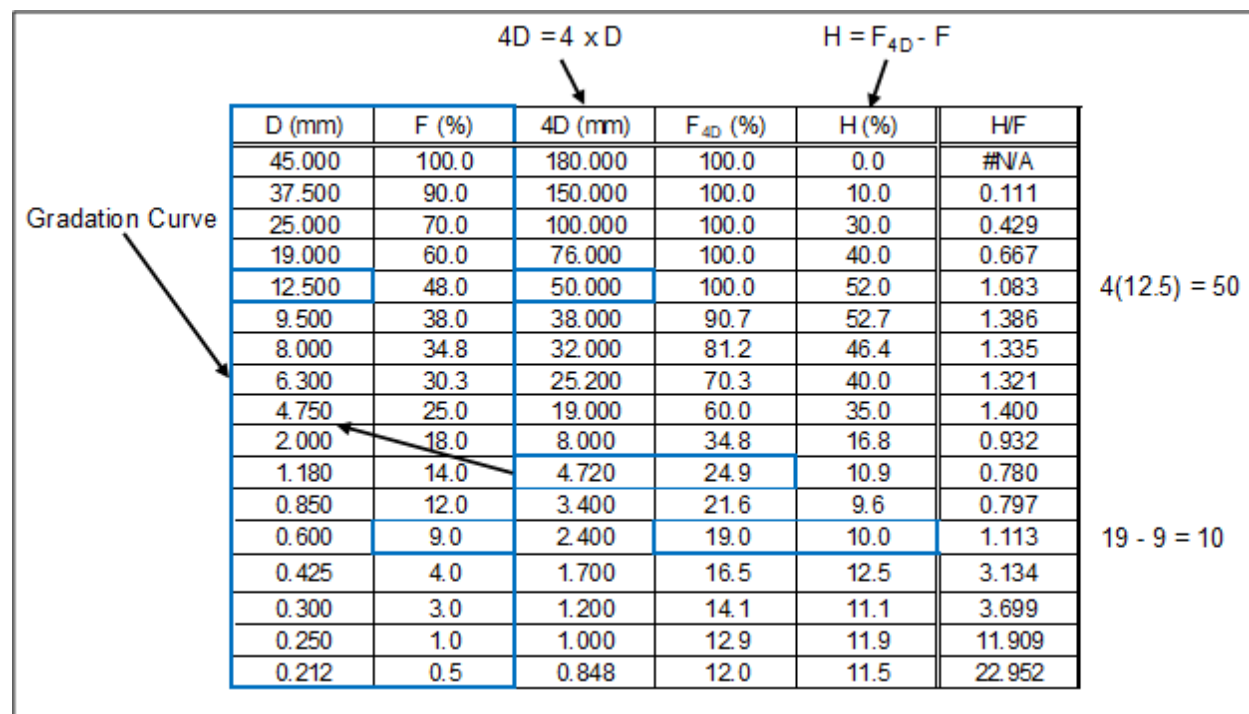 4D = 4 x D H = F4D - F
D (mm) F (%) 4D (mm) F4D (%) H (%) H/F
45.000 100.0 180.000 100.0 0.0 #N/A
37.500 90.0 150.000 100.0 10.0 0.111
Gradation Curve 25.000 70.0 100.000 100.0 30.0 0.429
19.000 60.0 76.000 100.0 40.0 0.667
12.500 48.0 50.000 100.0 52.0 1.083 4(12.5) = 50
9.500 38.0 38.000 90.7 52.7 1.386
8.000 34.8 32.000 81.2 46.4 1.335
6.300 30.3 25.200 70.3 40.0 1.321
4.750 25.0 19.000 60.0 35.0 1.400
2.000 18.0 8.000 34.8 16.8 0.932
1.180 14.0 4.720 24.9 10.9 0.780
0.850 12.0 3.400 21.6 9.6 0.797
0.600 9.0 2.400 19.0 10.0 1.113 19 - 9 = 10
0.425 4.0 1.700 16.5 12.5 3.134
0.300 3.0 1.200 14.1 11.1 3.699
0.250 1.0 1.000 12.9 11.9 11.909
0.212 0.5 0.848 12.0 11.5 22.952